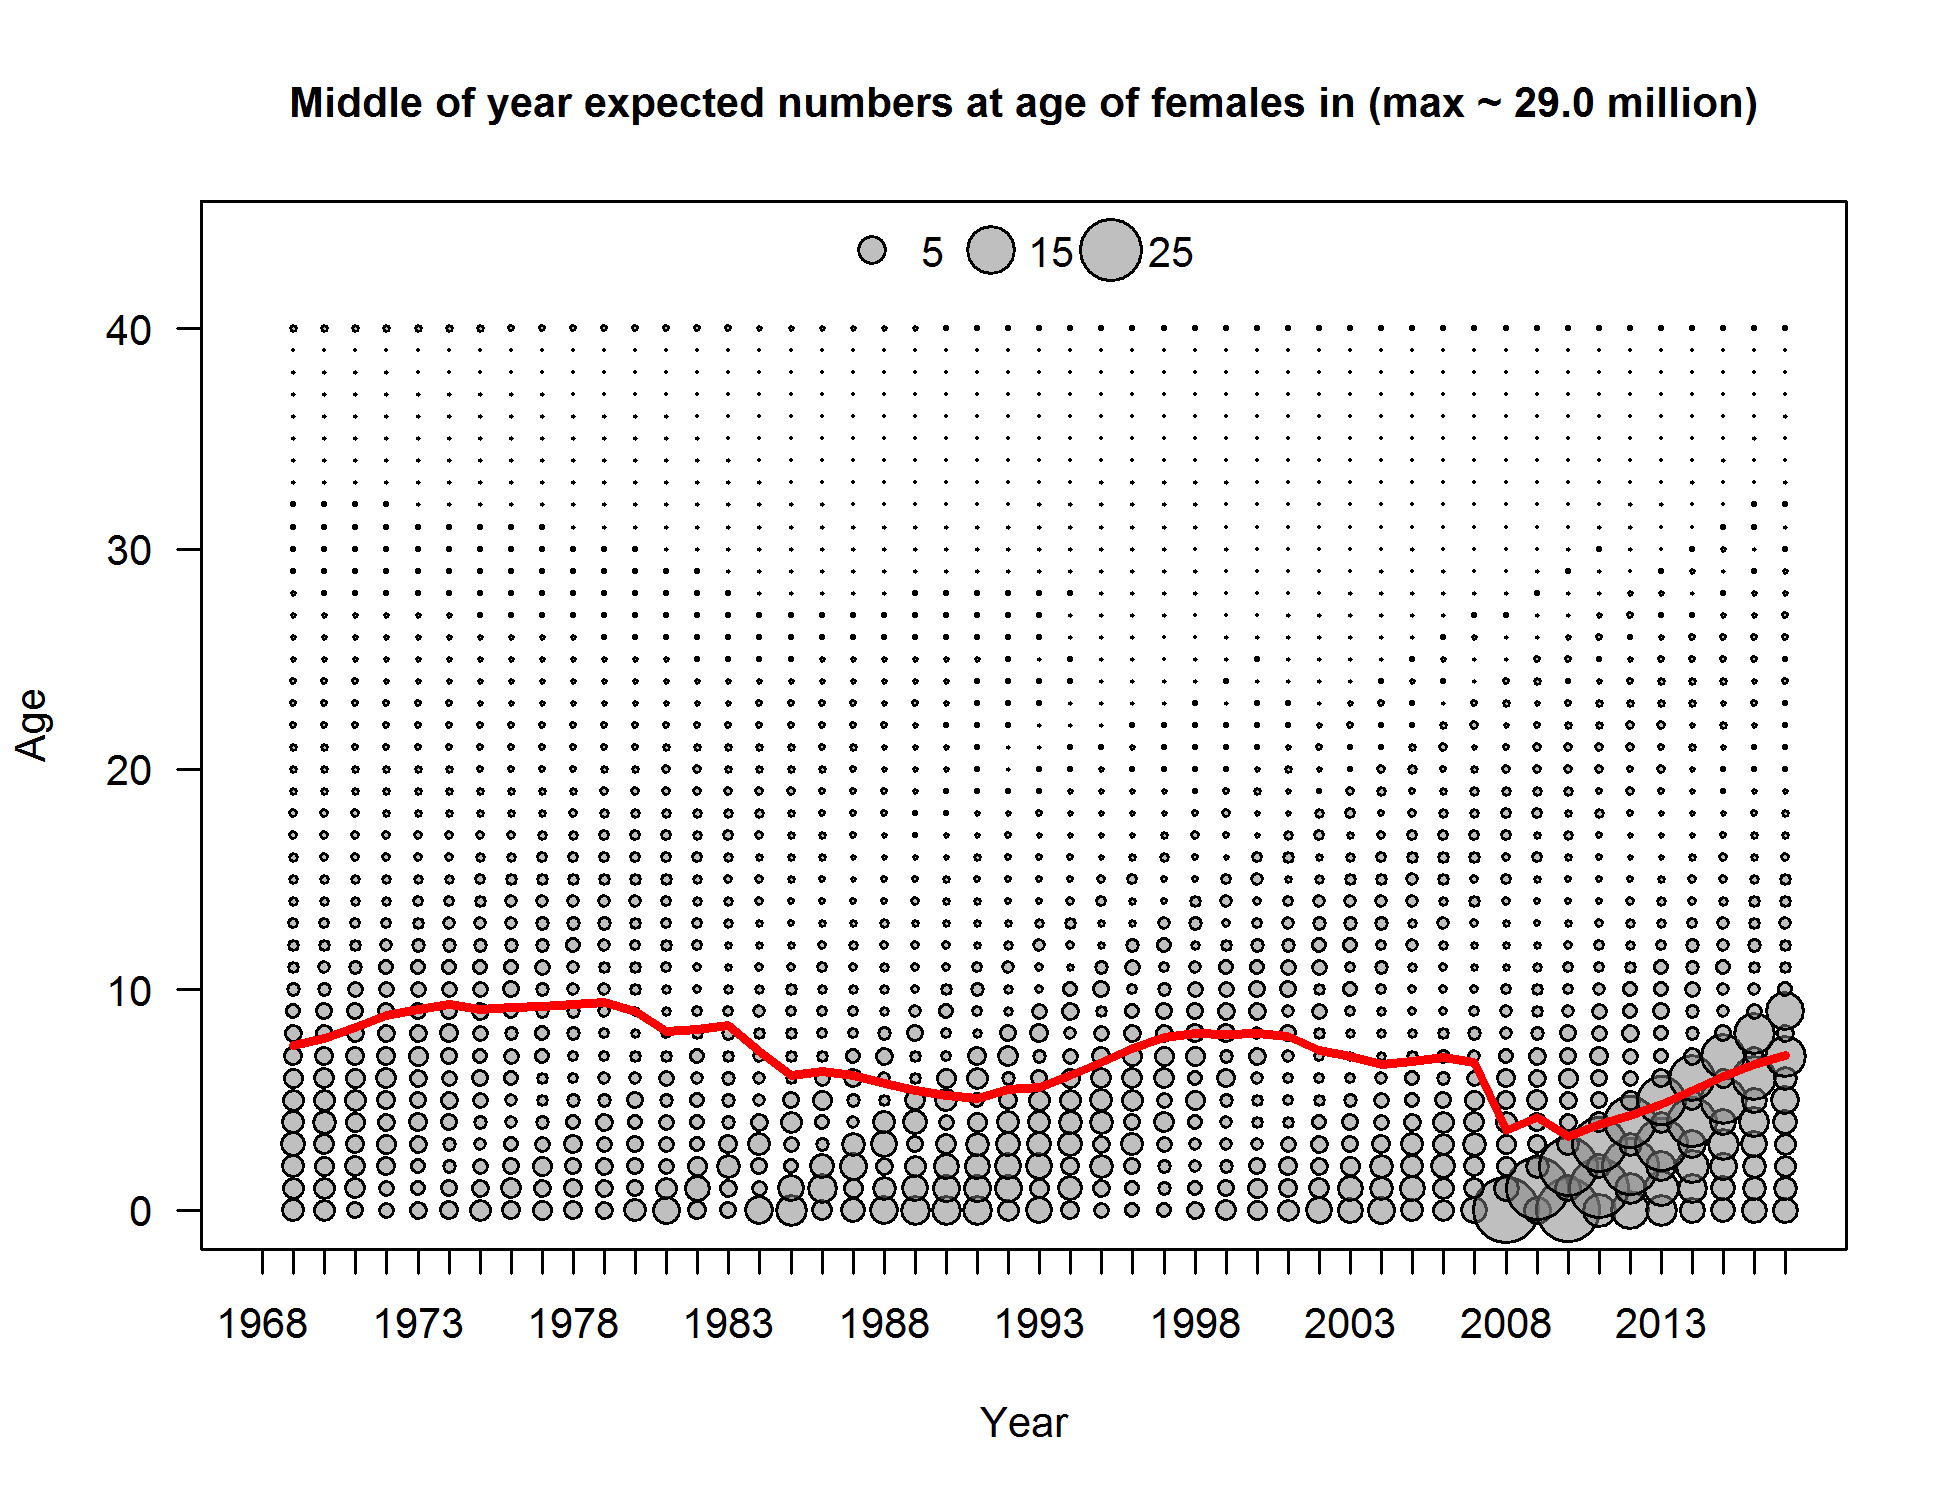 Middle of year expected numbers at age of females in (max ~ 29.0 million)
5 15 25
40
30
20
10
0
Age
1968 1973 1978 1983 1988 1993 1998 2003 2008 2013
Year